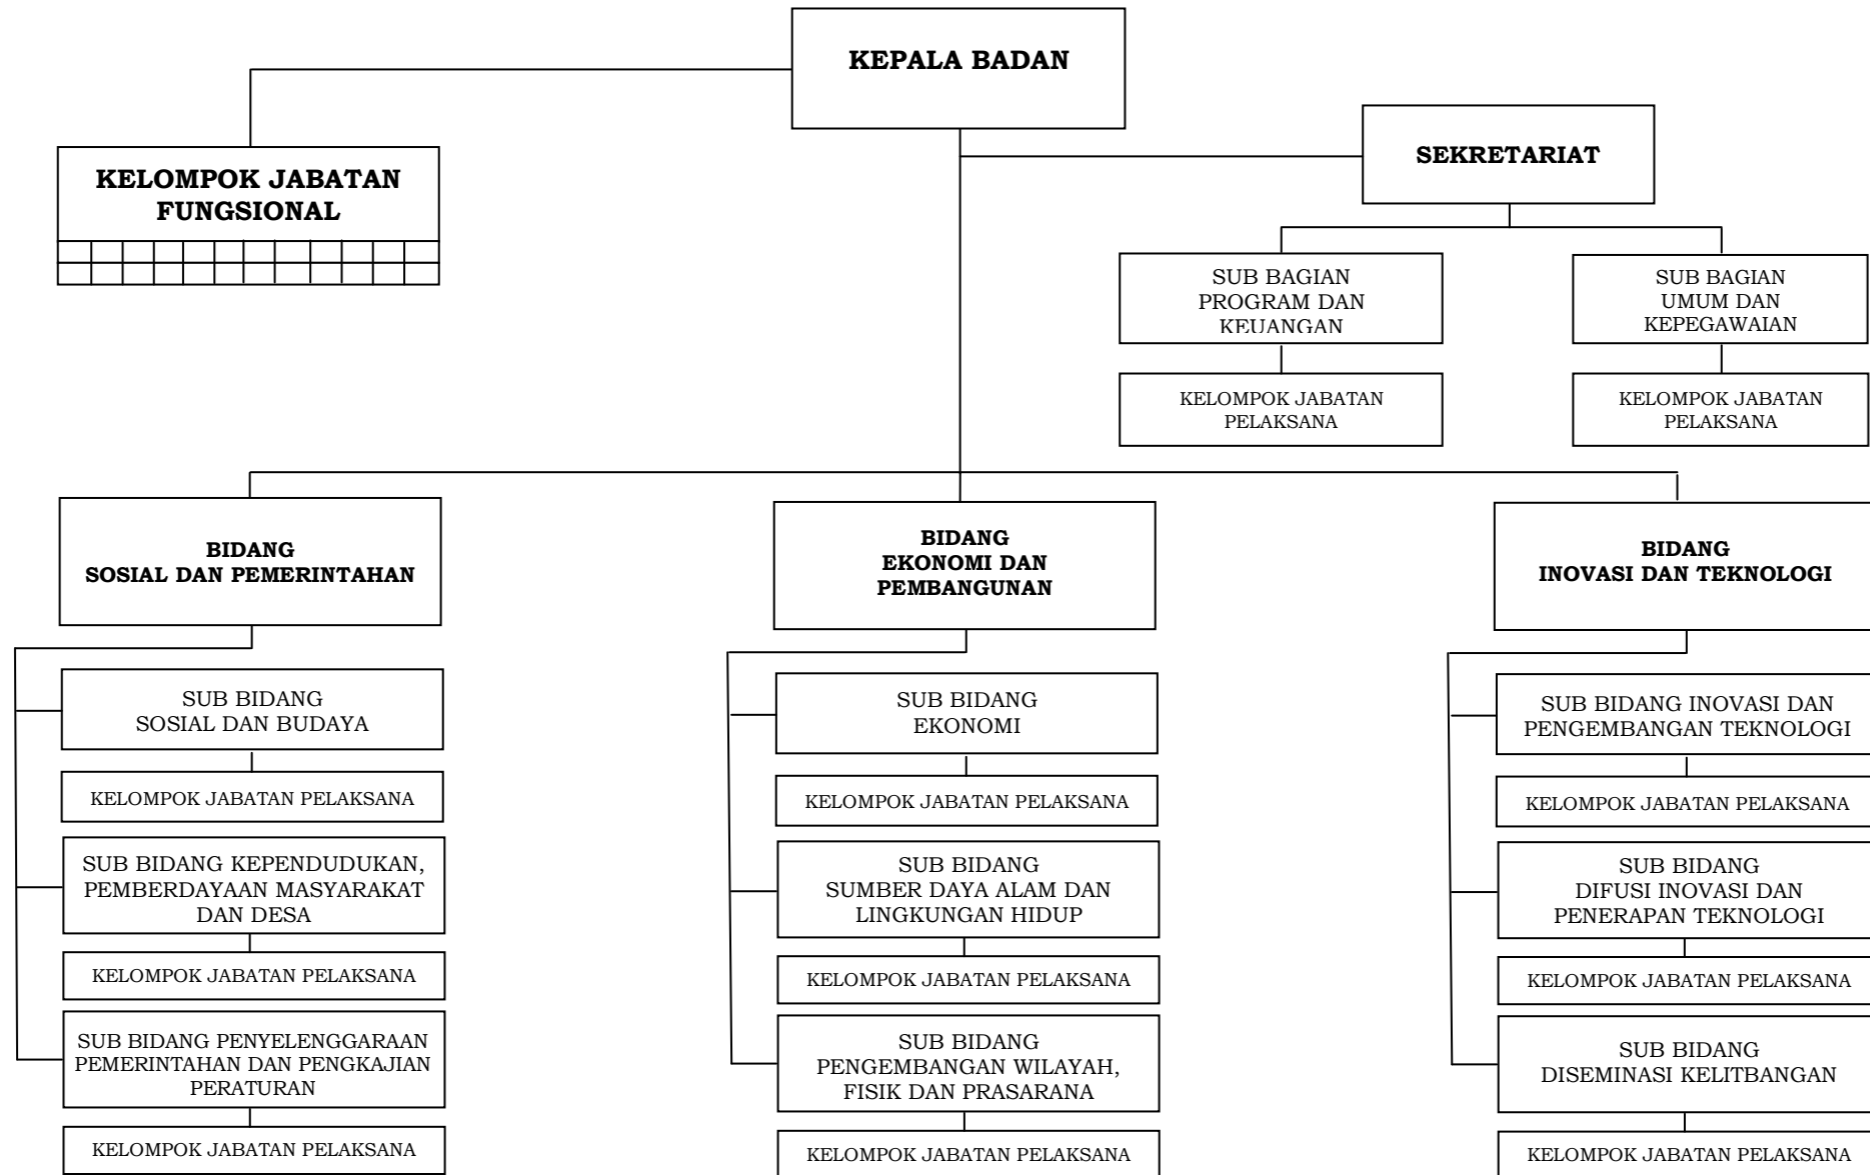 KEPALA BADAN
SEKRETARIAT
KELOMPOK JABATAN
FUNGSIONAL
SUB BAGIAN
PROGRAM DAN
KEUANGAN
SUB BAGIAN
UMUM DAN
KEPEGAWAIAN
KELOMPOK JABATAN
PELAKSANA
KELOMPOK JABATAN
PELAKSANA
BIDANG
SOSIAL DAN PEMERINTAHAN
BIDANG
EKONOMI DAN
PEMBANGUNAN
BIDANG
INOVASI DAN TEKNOLOGI
SUB BIDANG
SOSIAL DAN BUDAYA
KELOMPOK JABATAN PELAKSANA
SUB BIDANG KEPENDUDUKAN,
PEMBERDAYAAN MASYARAKAT
DAN DESA
KELOMPOK JABATAN PELAKSANA
SUB BIDANG PENYELENGGARAAN
PEMERINTAHAN DAN PENGKAJIAN
PERATURAN
KELOMPOK JABATAN PELAKSANA
SUB BIDANG
EKONOMI
KELOMPOK JABATAN PELAKSANA
SUB BIDANG
SUMBER DAYA ALAM DAN
LINGKUNGAN HIDUP
KELOMPOK JABATAN PELAKSANA
SUB BIDANG
PENGEMBANGAN WILAYAH,
FISIK DAN PRASARANA
KELOMPOK JABATAN PELAKSANA
SUB BIDANG INOVASI DAN
PENGEMBANGAN TEKNOLOGI
KELOMPOK JABATAN PELAKSANA
SUB BIDANG
DIFUSI INOVASI DAN
PENERAPAN TEKNOLOGI
KELOMPOK JABATAN PELAKSANA
SUB BIDANG
DISEMINASI KELITBANGAN
KELOMPOK JABATAN PELAKSANA